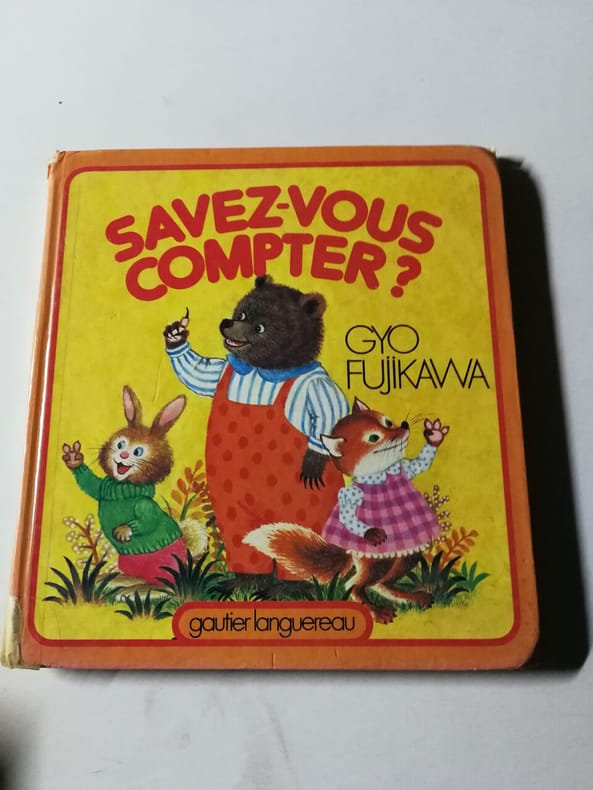 SAVEZ-VOUS
COMPTER?
GYO
FUJIKAWA
gautier languereau